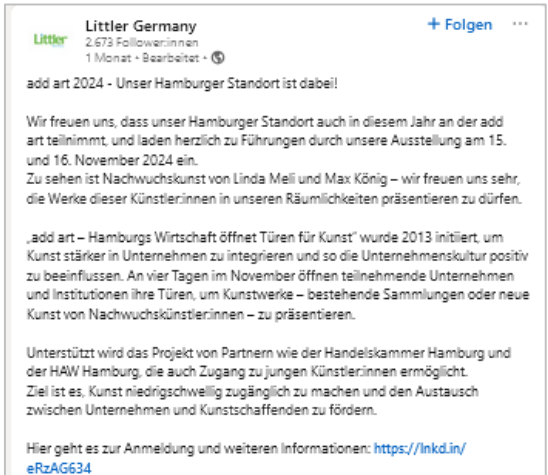 Littler
Littler Germany
+ Folgen ...
2.673 Follower:innen
1 Monat • Bearbeitet •
add art 2024 - Unser Hamburger Standort ist dabei!
Wir freuen uns, dass unser Hamburger Standort auch in diesem Jahr an der add
art teilnimmt, und laden herzlich zu Führungen durch unsere Ausstellung am 15.
und 16. November 2024 ein.
Zu sehen ist Nachwuchskunst von Linda Meli und Max König – wir freuen uns sehr,
die Werke dieser Künstler:innen in unseren Räumlichkeiten präsentieren zu dürfen.
„add art – Hamburgs Wirtschaft öffnet Türen für Kunst" wurde 2013 initiiert, um
Kunst stärker in Unternehmen zu integrieren und so die Unternehmenskultur positiv
zu beeinflussen. An vier Tagen im November öffnen teilnehmende Unternehmen
und Institutionen ihre Türen, um Kunstwerke – bestehende Sammlungen oder neue
Kunst von Nachwuchskünstler:innen – zu präsentieren.
Unterstützt wird das Projekt von Partnern wie der Handelskammer Hamburg und
der HAW Hamburg, die auch Zugang zu jungen Künstler:innen ermöglicht.
Ziel ist es, Kunst niedrigschwellig zugänglich zu machen und den Austausch
zwischen Unternehmen und Kunstschaffenden zu fördern.
Hier geht es zur Anmeldung und weiteren Informationen: https://lnkd.in/
eRzAG634